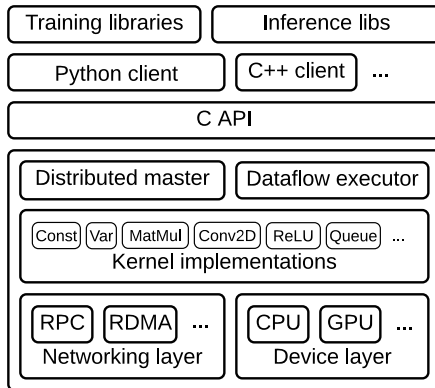 Training libraries Inference libs
Python client C++ client ...
C API
Distributed master Dataflow executor
Const Var MatMul Conv2D ReLU Queue ...
Kernel implementations
RPC RDMA ... CPU GPU ...
Networking layer Device layer